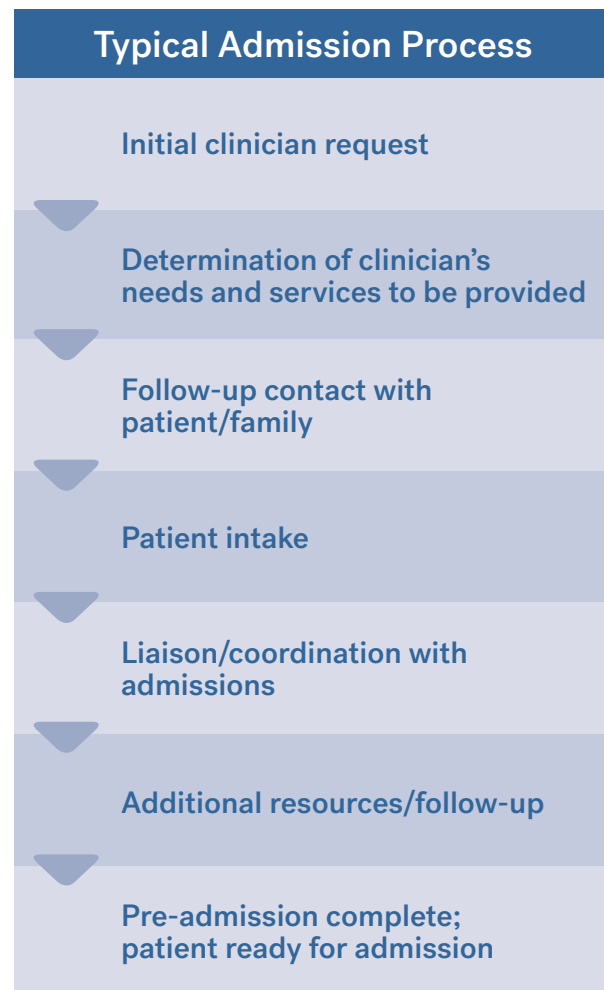 Typical Admission Process
Initial clinician request
Determination of clinician’s
needs and services to be provided
Follow-up contact with
patient/family
Patient intake
Liaison/coordination with
admissions
Additional resources/follow-up
Pre-admission complete;
patient ready for admission